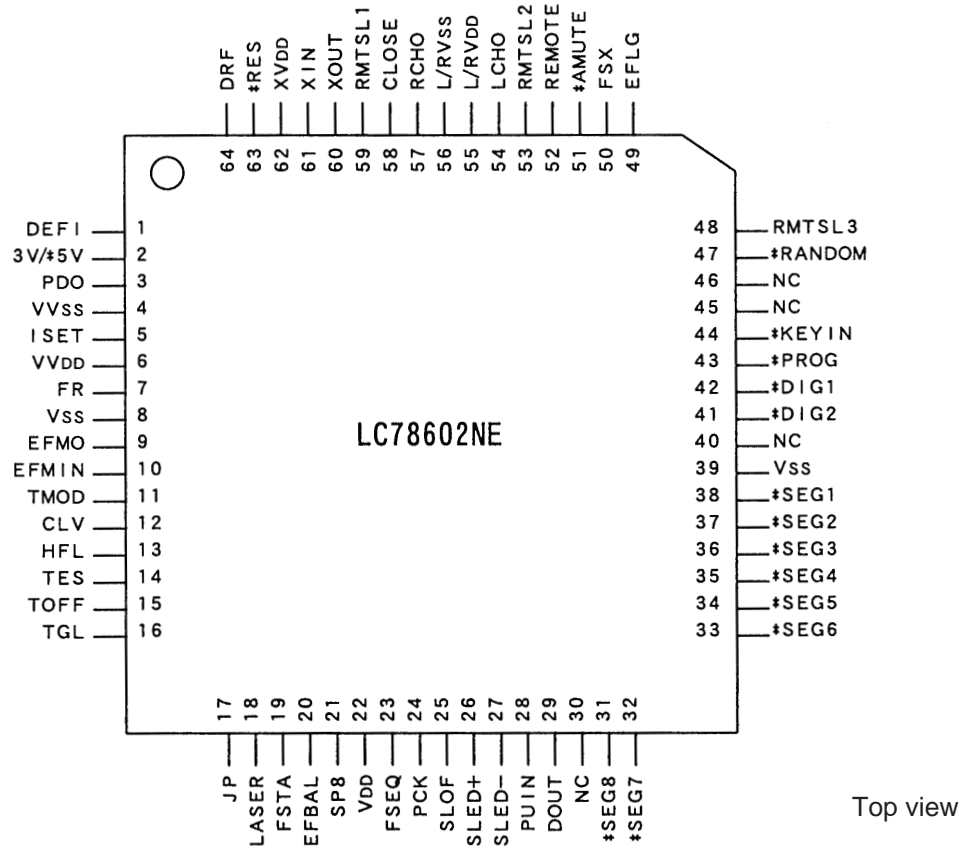 DRF
*RES
XVDD
XIN
XOUT
RMTSL1
CLOSE
RCHO
L/RVSS
L/RVDD
LCHO
RMTSL2
REMOTE
*AMUTE
FSX
EFLG
64 63 62 61 60 59 58 57 56 55 54 53 52 51 50 49
DEFI 1
3V/*5V 2
PDO 3
VVSS 4
ISET 5
VVDD 6
FR 7
VSS 8
EFMO 9
EFMIN 10
TMOD 11
CLV 12
HFL 13
TES 14
TOFF 15
TGL 16
LC78602NE
48 RMTSL3
47 *RANDOM
46 NC
45 NC
44 *KEYIN
43 *PROG
42 *DIG1
41 *DIG2
40 NC
39 VSS
38 *SEG1
37 *SEG2
36 *SEG3
35 *SEG4
34 *SEG5
33 *SEG6
17 18 19 20 21 22 23 24 25 26 27 28 29 30 31 32
JP
LASER
FSTA
EFBAL
SP8
VDD
FSEQ
PCK
SLOF
SLED+
SLED-
PUIN
DOUT
NC
*SEG8
*SEG7
Top view